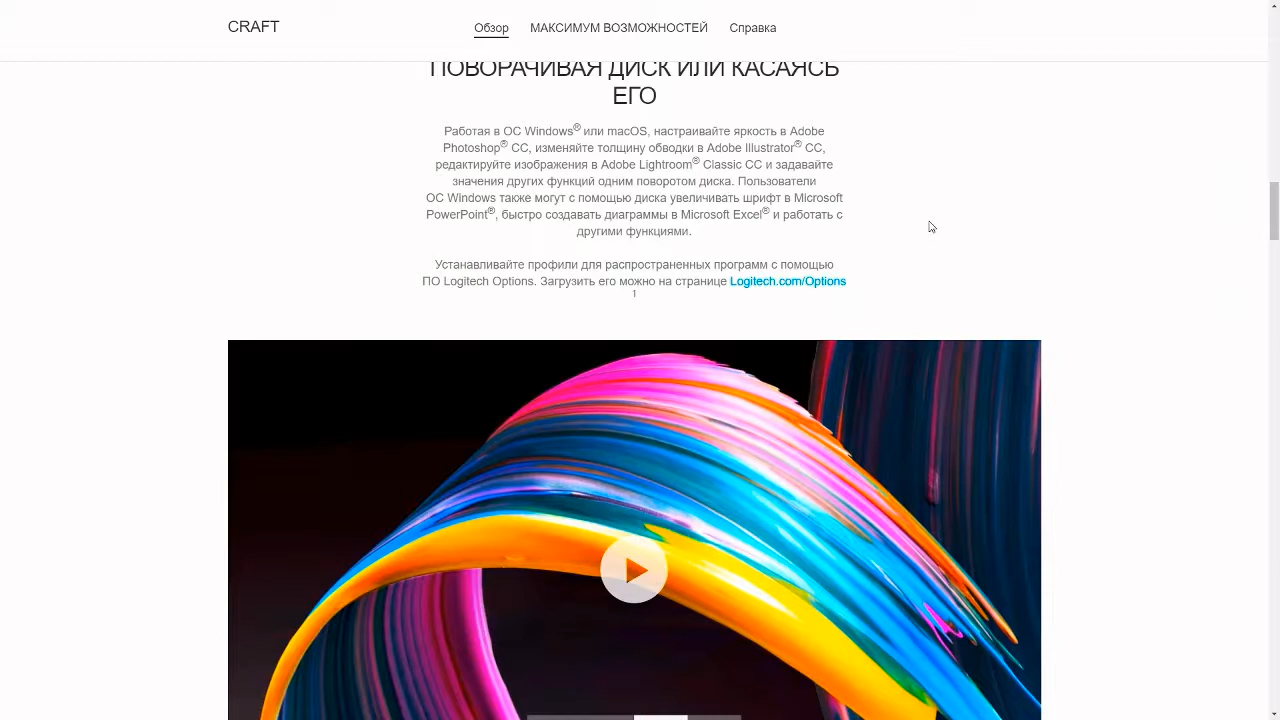 CRAFT
Обзор
МАКСИМУМ ВОЗМОЖНОСТЕЙ
Справка
ПОВОРАЧИВАЯ ДИСК ИЛИ КАСАЯСЬ
ЕГО
Работая в ОС Windows® или macOS, настраивайте яркость в Adobe
Photoshop® CC, изменяйте толщину обводки в Adobe Illustrator® CC,
редактируйте изображения в Adobe Lightroom® Classic CC и задавайте
значения других функций одним поворотом диска. Пользователи
ОС Windows также могут с помощью диска увеличивать шрифт в Microsoft
PowerPoint®, быстро создавать диаграммы в Microsoft Excel® и работать с
другими функциями.
Устанавливайте профили для распространенных программ с помощью
ПО Logitech Options. Загрузить его можно на странице Logitech.com/Options
1